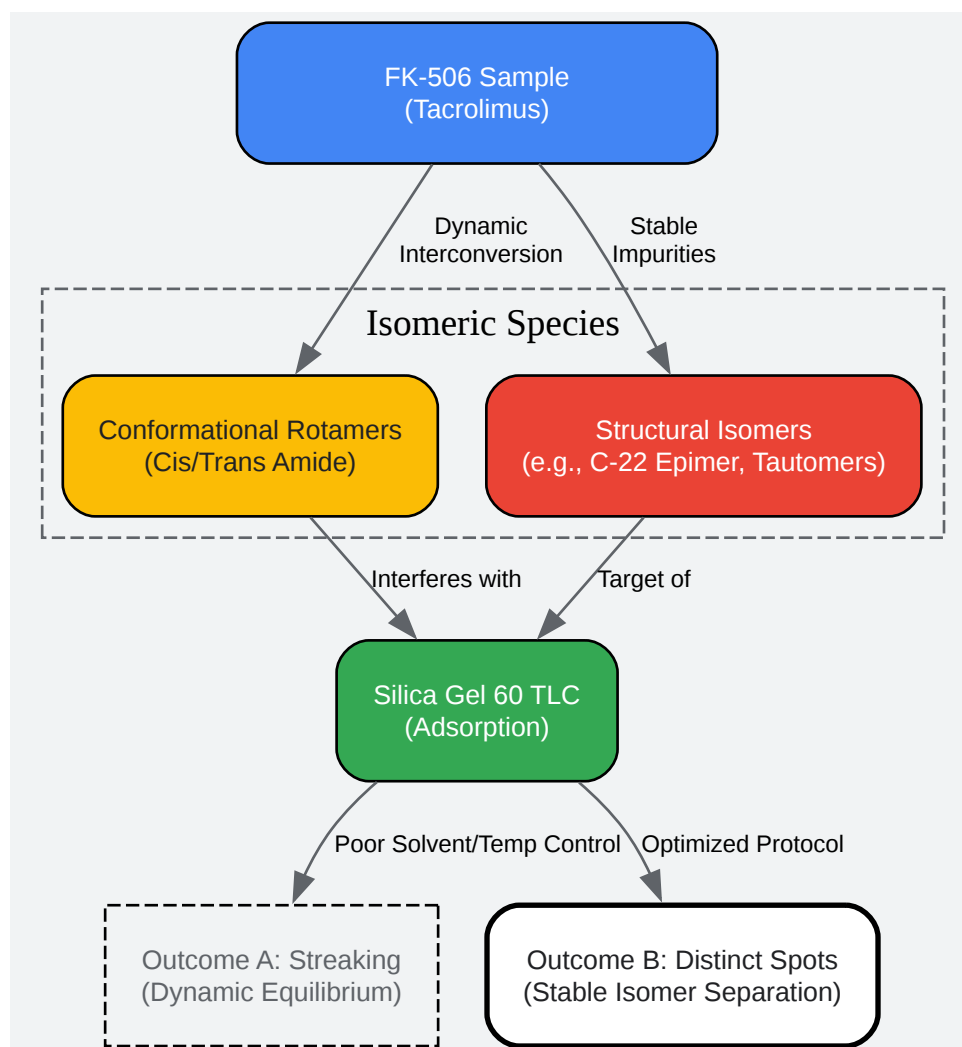 FK-506 Sample
(Tacrolimus)
Dynamic
Interconversion
Stable
Impurities
Isomeric Species
Conformational Rotamers
(Cis/Trans Amide)
Structural Isomers
(e.g., C-22 Epimer, Tautomers)
Interferes with
Target of
Silica Gel 60 TLC
(Adsorption)
Poor Solvent/Temp Control
Optimized Protocol
Outcome A: Streaking
(Dynamic Equilibrium)
Outcome B: Distinct Spots
(Stable Isomer Separation)